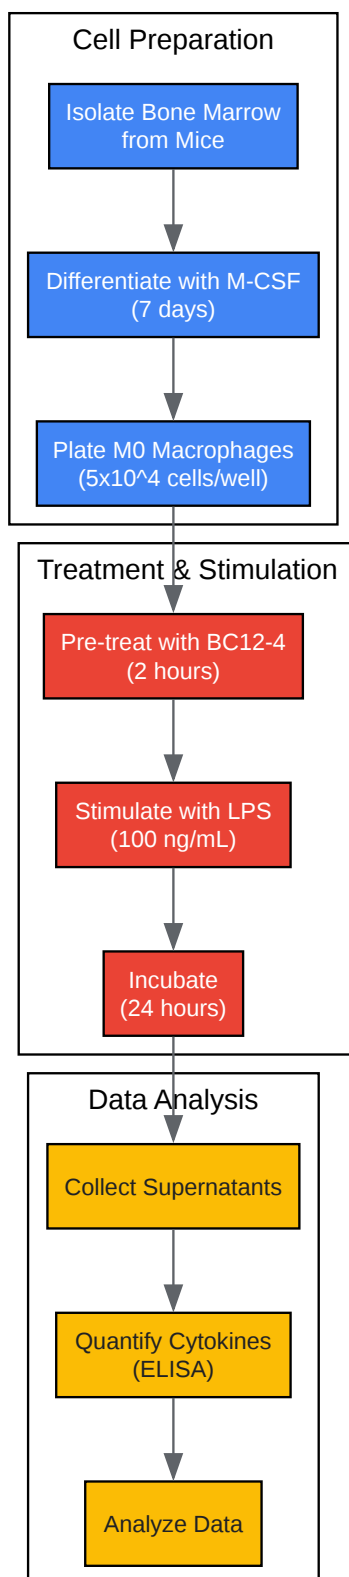 Cell Preparation
Isolate Bone Marrow
from Mice
Differentiate with M-CSF
(7 days)
Plate M0 Macrophages
(5x10^4 cells/well)
Treatment & Stimulation
Pre-treat with BC12-4
(2 hours)
Stimulate with LPS
(100 ng/mL)
Incubate
(24 hours)
Data Analysis
Collect Supernatants
Quantify Cytokines
(ELISA)
Analyze Data